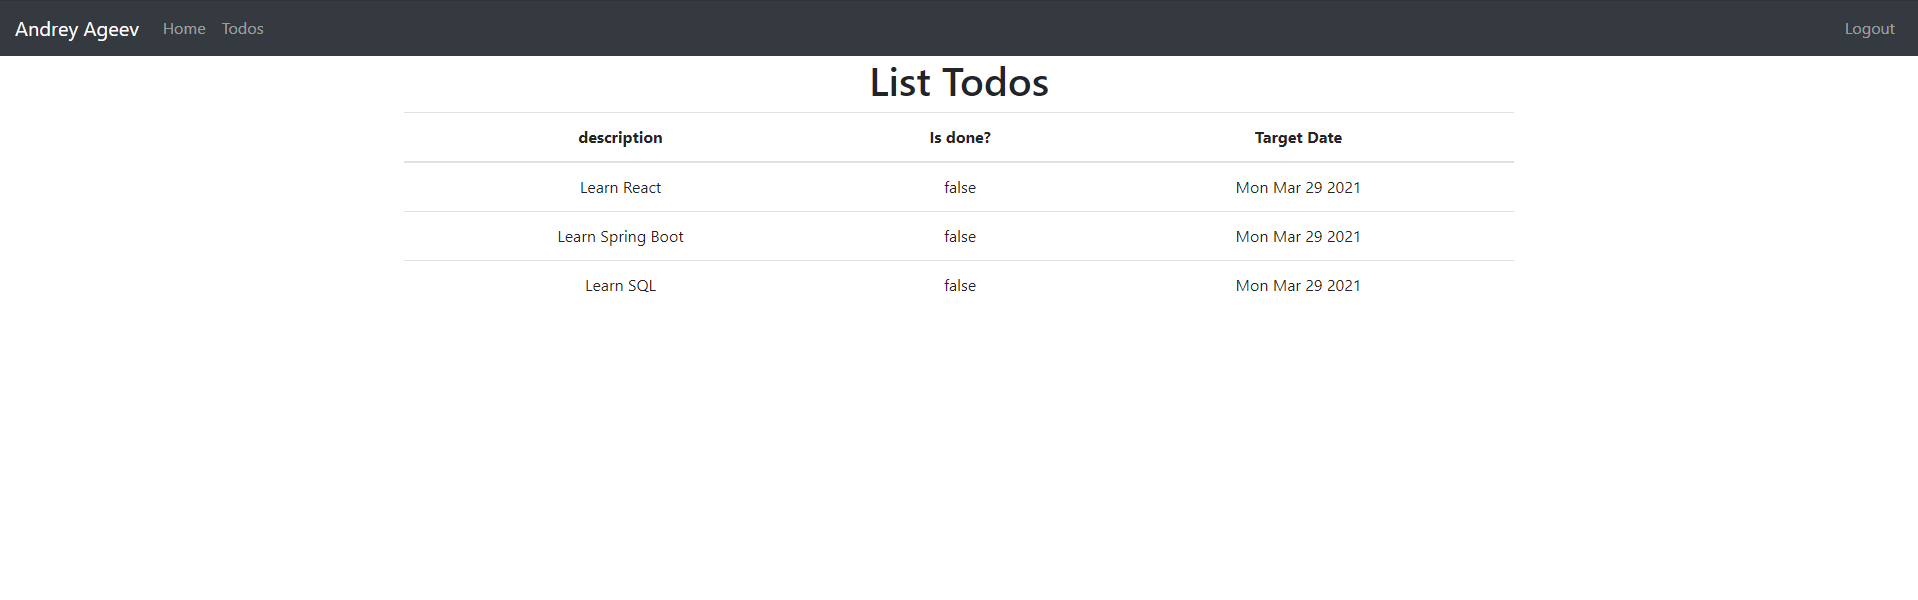 Andrey Ageev Home Todos Logout
List Todos
description Is done? Target Date
Learn React false Mon Mar 29 2021
Learn Spring Boot false Mon Mar 29 2021
Learn SQL false Mon Mar 29 2021